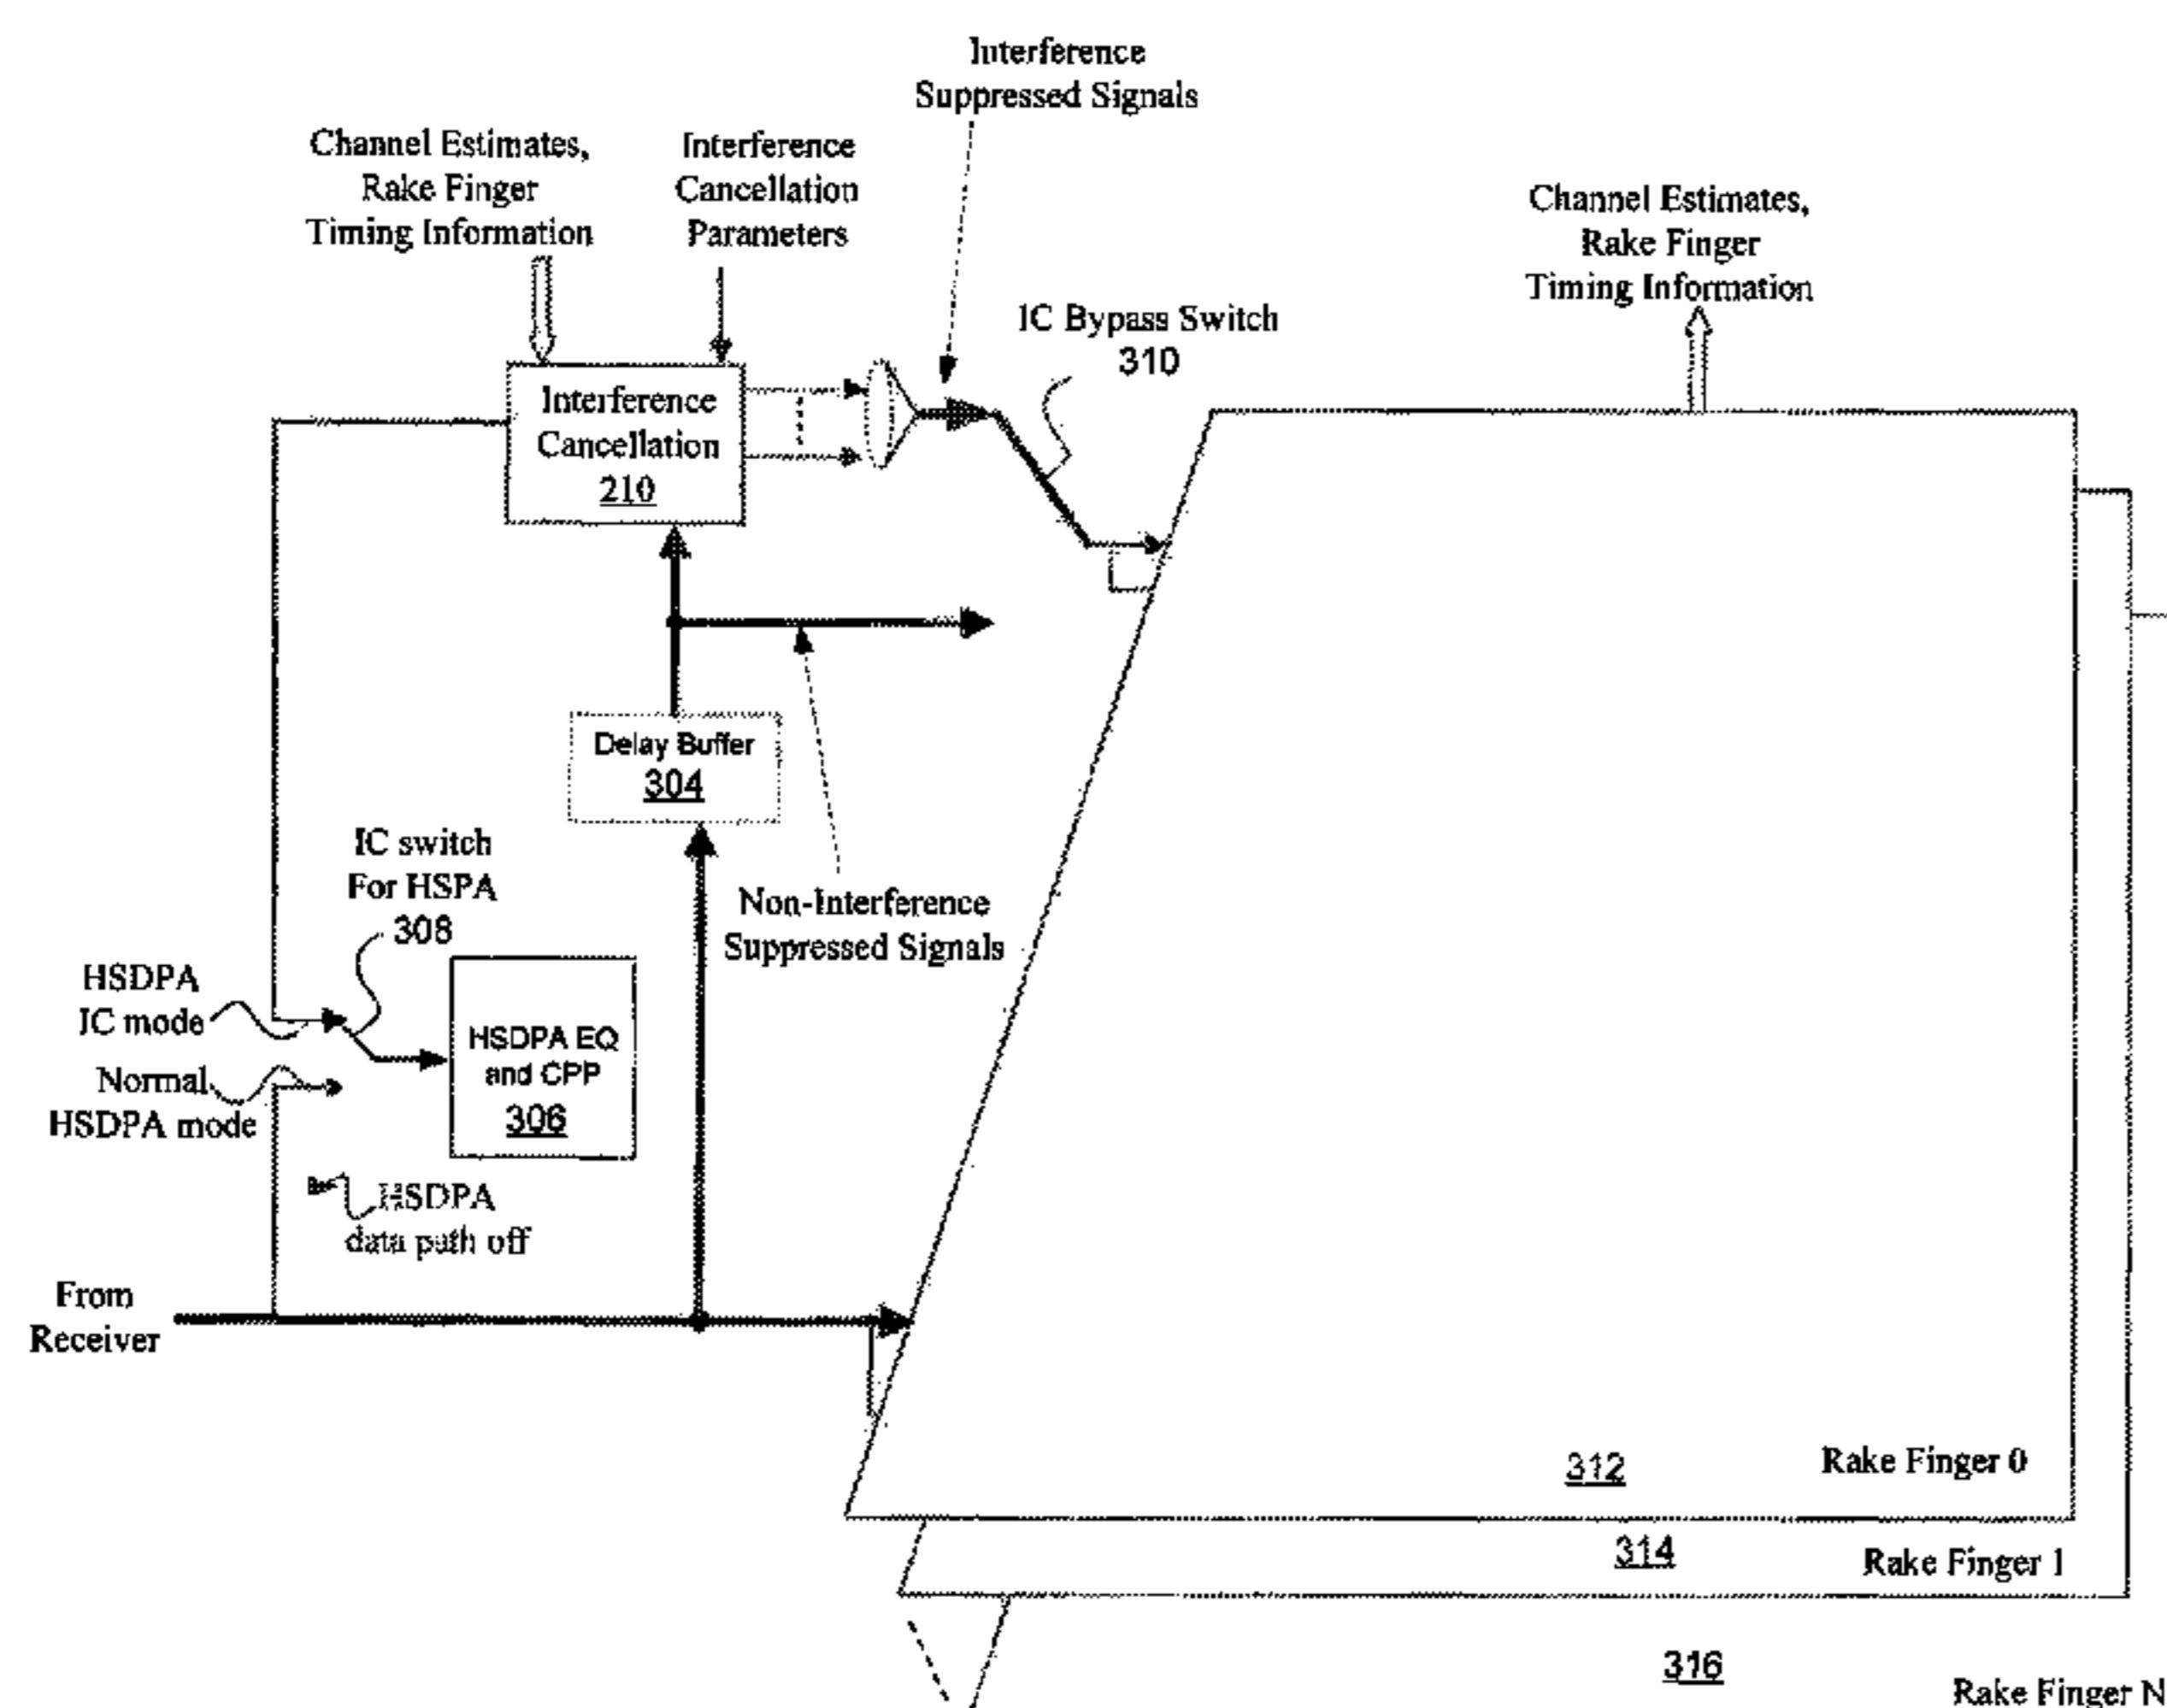 Interference
Suppressed Signals
Channel Estimates,
Rake Finger
Timing Information
Interference
Cancellation
Parameters
Channel Estimates,
Rake Finger
Timing Information
IC Bypass Switch
310
Interference
Cancellation
210
Delay Buffer
304
IC switch
For HSPA
308
Non-Interference
Suppressed Signals
HSDPA
IC mode
HSDPA EQ
and CPP
306
Normal
HSDPA mode
HSDPA
data path off
From
Receiver
312
Rake Finger 0
314
Rake Finger 1
316
Rake Finger N